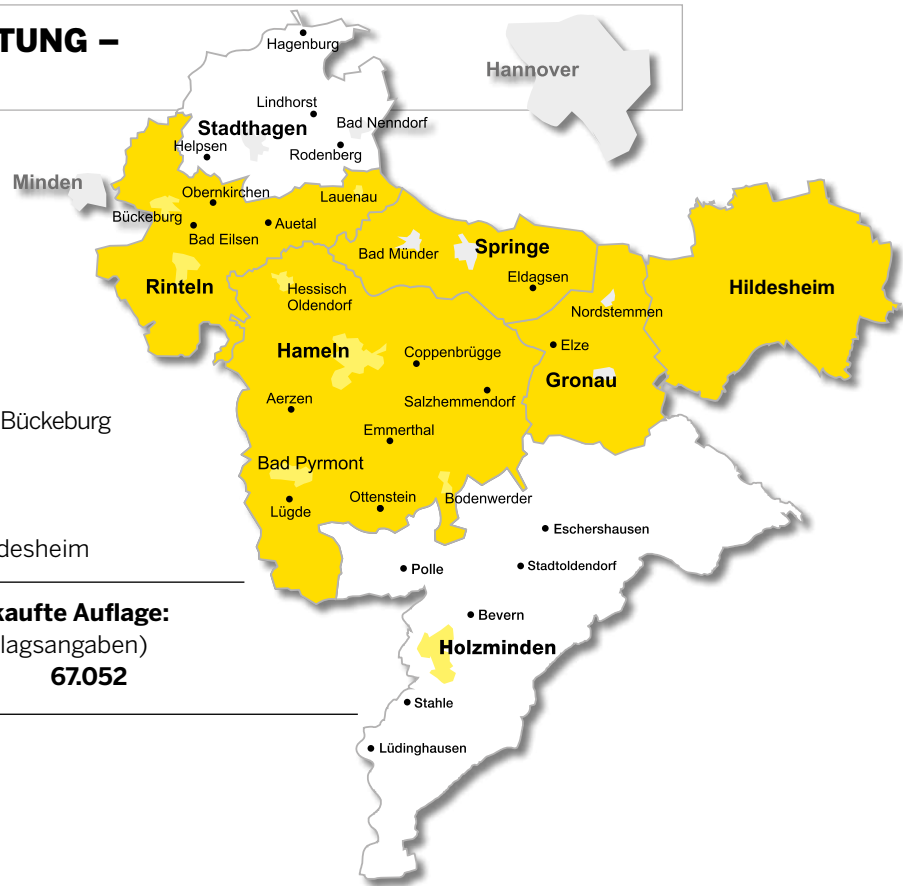 TUNG –
Hagenburg
Hannover
Lindhorst
Stadthagen
Bad Nenndorf
Helpsen
Rodenberg
Minden
Obernkirchen
Lauenau
Bückeburg
Auetal
Bad Eilsen
Bad Münder
Springe
Eldagsen
Rinteln
Hessisch
Oldendorf
Hildesheim
Nordstemmen
Hameln
Coppenbrügge
Elze
Gronau
Aerzen
Salzhemmendorf
Bückeburg
Emmerthal
Bad Pyrmont
Ottenstein
Bodenwerder
Lügde
Eschershausen
desheim
Polle
Stadtoldendorf
kaufte Auflage:
lagsangaben)
67.052
Bevern
Holzminden
Stahle
Lüdinghausen